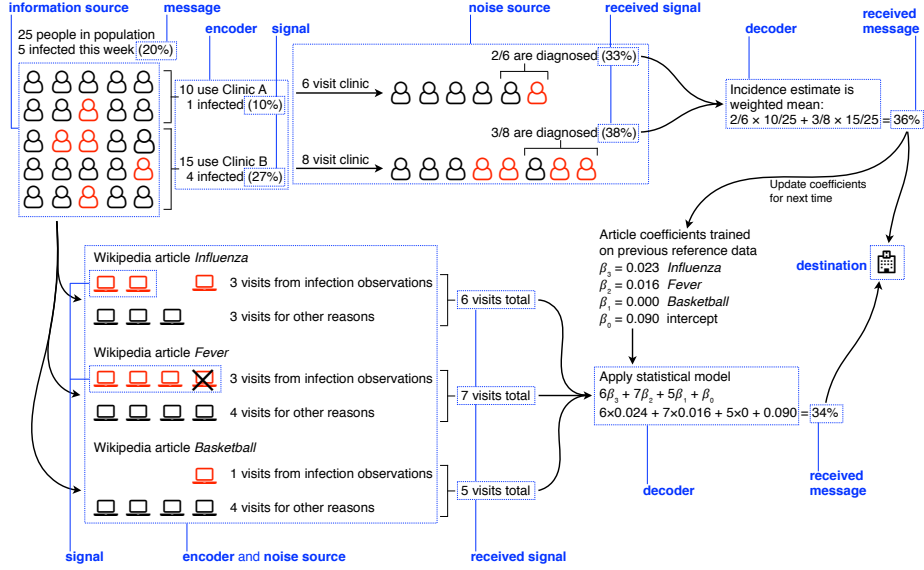 information source
message
encoder
signal
noise source
received signal
decoder
received
message
25 people in population
5 infected this week (20%)
10 use Clinic A
1 infected (10%)
15 use Clinic B
4 infected (27%)
6 visit clinic
2/6 are diagnosed (33%)
3/8 are diagnosed (38%)
8 visit clinic
Incidence estimate is
weighted mean:
2/6 × 10/25 + 3/8 × 15/25 = 36%
Update coefficients
for next time
Article coefficients trained
on previous reference data
β3 = 0.023 Influenza
β2 = 0.016 Fever
β1 = 0.000 Basketball
β0 = 0.090 intercept
destination
H
Wikipedia article Influenza
3 visits from infection observations
3 visits for other reasons
6 visits total
Wikipedia article Fever
3 visits from infection observations
4 visits for other reasons
7 visits total
Wikipedia article Basketball
1 visits from infection observations
4 visits for other reasons
5 visits total
Apply statistical model
6β3 + 7β2 + 5β1 + β0
6×0.024 + 7×0.016 + 5×0 + 0.090 = 34%
decoder
received
message
signal
encoder and noise source
received signal